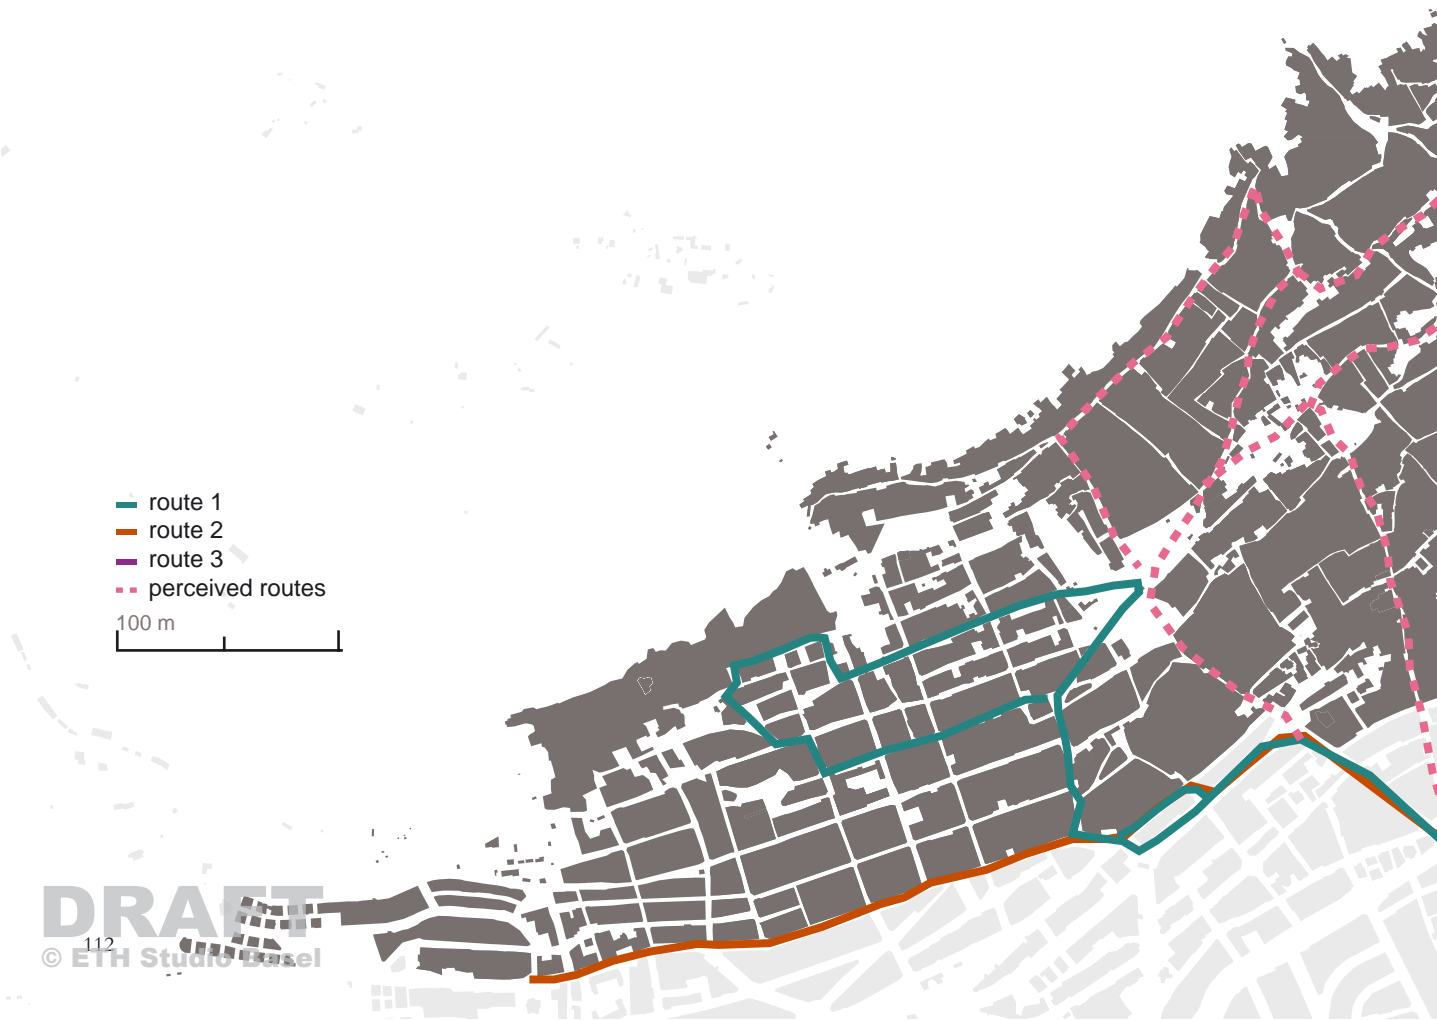 route 1
route 2
route 3
perceived routes
100 m
DRAFT
112
© ETH Studio Basel